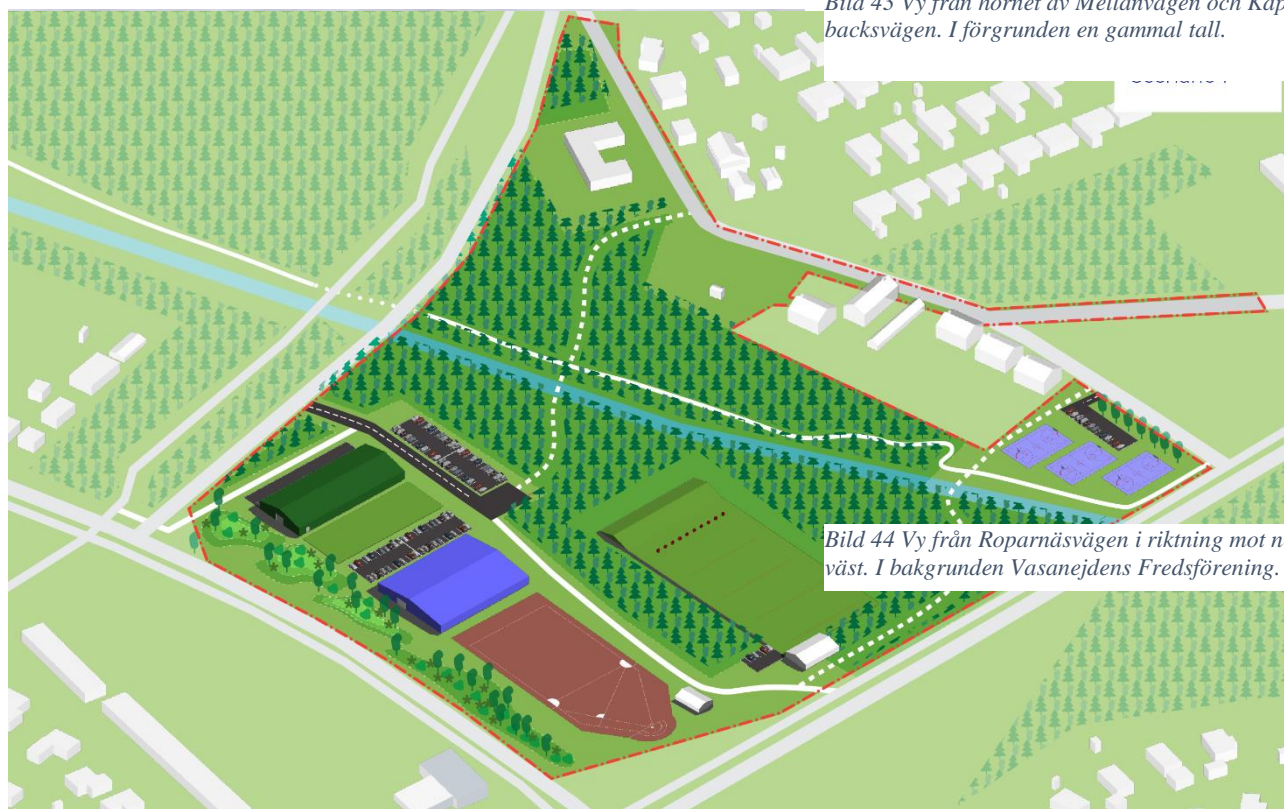 Bild 43 Vy från hörnet av Mellanvägen och Kap
backsvägen. I förgrunden en gammal tall.
Bild 44 Vy från Roparnäsvägen i riktning mot n
väst. I bakgrunden Vasanejdens Fredsförening.